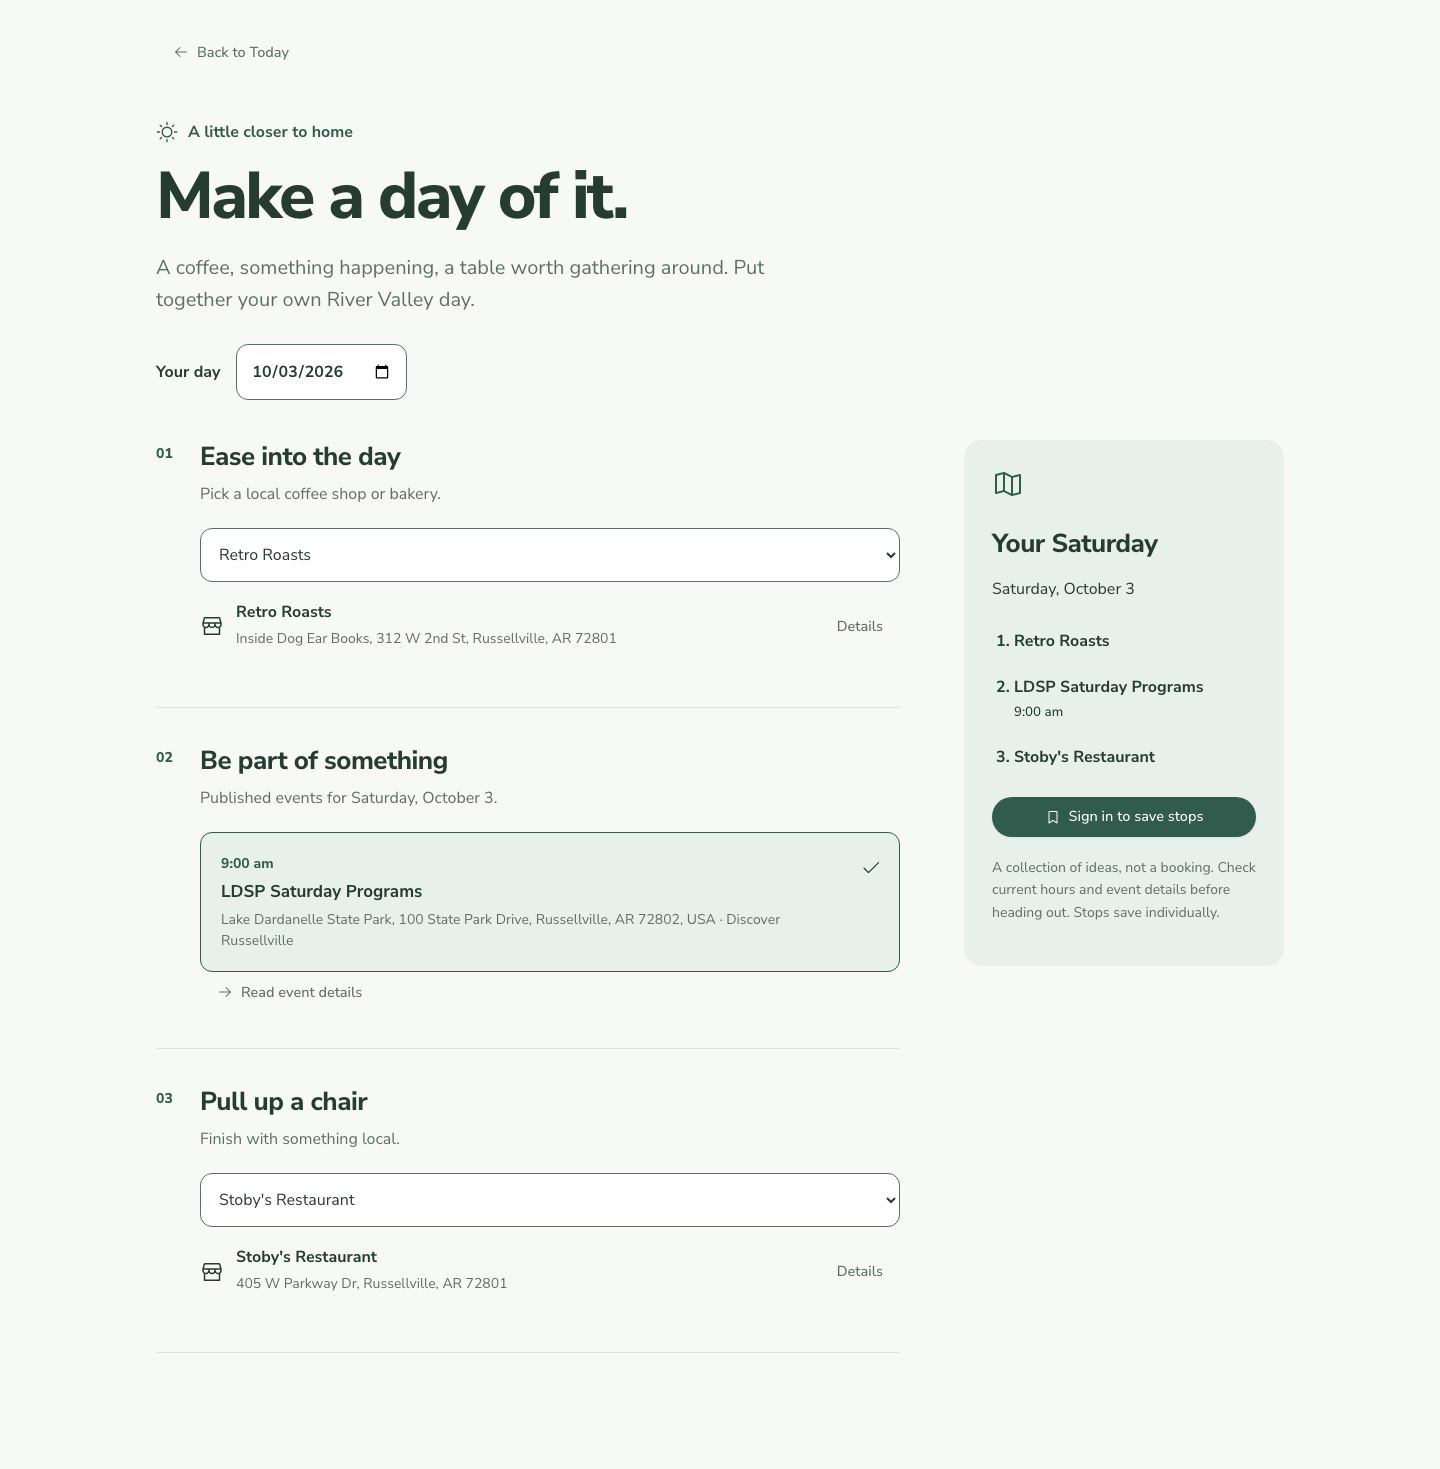 Back to Today
A little closer to home
Make a day of it.
A coffee, something happening, a table worth gathering around. Put
together your own River Valley day.
Your day
10/03/2026
01
Ease into the day
Pick a local coffee shop or bakery.
Retro Roasts
Retro Roasts
Inside Dog Ear Books, 312 W 2nd St, Russellville, AR 72801
Details
02
Be part of something
Published events for Saturday, October 3.
9:00 am
LDSP Saturday Programs
Lake Dardanelle State Park, 100 State Park Drive, Russellville, AR 72802, USA · Discover
Russellville
Read event details
03
Pull up a chair
Finish with something local.
Stoby's Restaurant
Stoby's Restaurant
405 W Parkway Dr, Russellville, AR 72801
Details
Your Saturday
Saturday, October 3
1. Retro Roasts
2. LDSP Saturday Programs
9:00 am
3. Stoby's Restaurant
Sign in to save stops
A collection of ideas, not a booking. Check
current hours and event details before
heading out. Stops save individually.